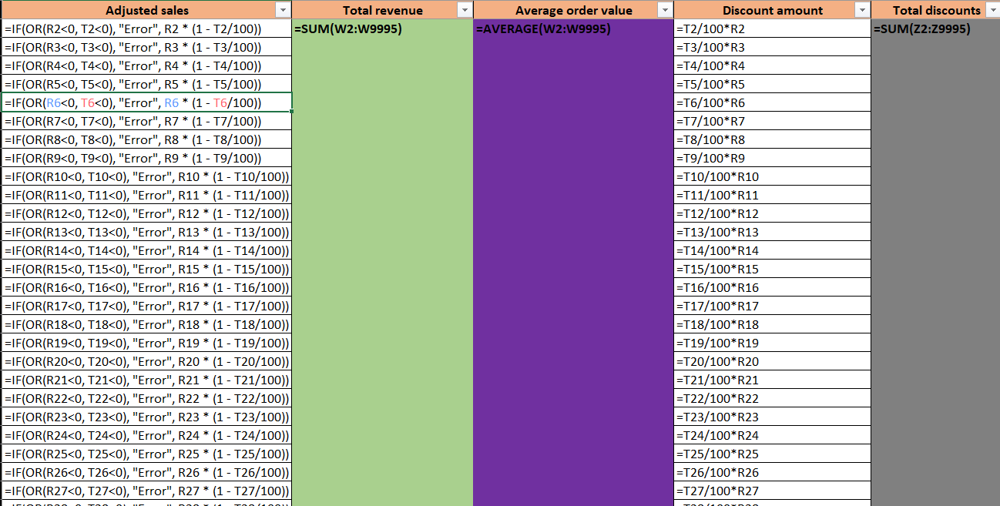 Adjusted sales Total revenue Average order value Discount amount Total discounts
=IF(OR(R2<0, T2<0), "Error", R2 * (1 - T2/100)) =SUM(W2:W9995) =AVERAGE(W2:W9995) =T2/100*R2 =SUM(Z2:Z9995)
=IF(OR(R3<0, T3<0), "Error", R3 * (1 - T3/100)) =T3/100*R3
=IF(OR(R4<0, T4<0), "Error", R4 * (1 - T4/100)) =T4/100*R4
=IF(OR(R5<0, T5<0), "Error", R5 * (1 - T5/100)) =T5/100*R5
=IF(OR(R6<0, T6<0), "Error", R6 * (1 - T6/100)) =T6/100*R6
=IF(OR(R7<0, T7<0), "Error", R7 * (1 - T7/100)) =T7/100*R7
=IF(OR(R8<0, T8<0), "Error", R8 * (1 - T8/100)) =T8/100*R8
=IF(OR(R9<0, T9<0), "Error", R9 * (1 - T9/100)) =T9/100*R9
=IF(OR(R10<0, T10<0), "Error", R10 * (1 - T10/100)) =T10/100*R10
=IF(OR(R11<0, T11<0), "Error", R11 * (1 - T11/100)) =T11/100*R11
=IF(OR(R12<0, T12<0), "Error", R12 * (1 - T12/100)) =T12/100*R12
=IF(OR(R13<0, T13<0), "Error", R13 * (1 - T13/100)) =T13/100*R13
=IF(OR(R14<0, T14<0), "Error", R14 * (1 - T14/100)) =T14/100*R14
=IF(OR(R15<0, T15<0), "Error", R15 * (1 - T15/100)) =T15/100*R15
=IF(OR(R16<0, T16<0), "Error", R16 * (1 - T16/100)) =T16/100*R16
=IF(OR(R17<0, T17<0), "Error", R17 * (1 - T17/100)) =T17/100*R17
=IF(OR(R18<0, T18<0), "Error", R18 * (1 - T18/100)) =T18/100*R18
=IF(OR(R19<0, T19<0), "Error", R19 * (1 - T19/100)) =T19/100*R19
=IF(OR(R20<0, T20<0), "Error", R20 * (1 - T20/100)) =T20/100*R20
=IF(OR(R21<0, T21<0), "Error", R21 * (1 - T21/100)) =T21/100*R21
=IF(OR(R22<0, T22<0), "Error", R22 * (1 - T22/100)) =T22/100*R22
=IF(OR(R23<0, T23<0), "Error", R23 * (1 - T23/100)) =T23/100*R23
=IF(OR(R24<0, T24<0), "Error", R24 * (1 - T24/100)) =T24/100*R24
=IF(OR(R25<0, T25<0), "Error", R25 * (1 - T25/100)) =T25/100*R25
=IF(OR(R26<0, T26<0), "Error", R26 * (1 - T26/100)) =T26/100*R26
=IF(OR(R27<0, T27<0), "Error", R27 * (1 - T27/100)) =T27/100*R27